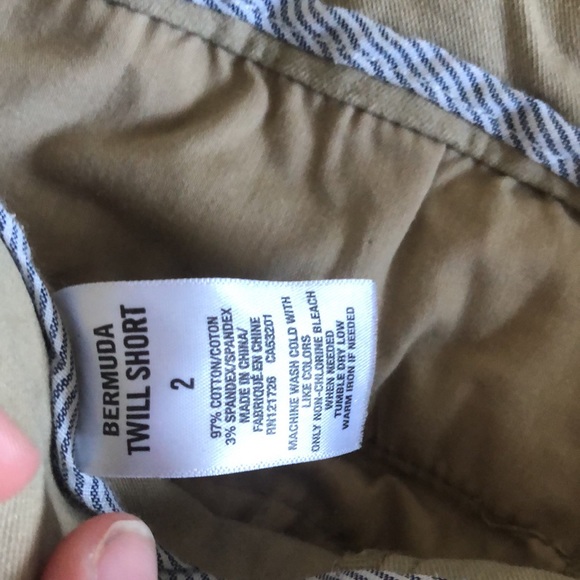 BERMUDA
TWILL SHORT
2
97% COTTON/COTON
3% SPANDEX/SPANDEX
MADE IN CHINA/
FABRIQUÉ EN CHINE
RN121726 CA53201
MACHINE WASH COLD WITH
LIKE COLORS
ONLY NON-CHLORINE BLEACH
WHEN NEEDED
TUMBLE DRY LOW
WARM IRON IF NEEDED